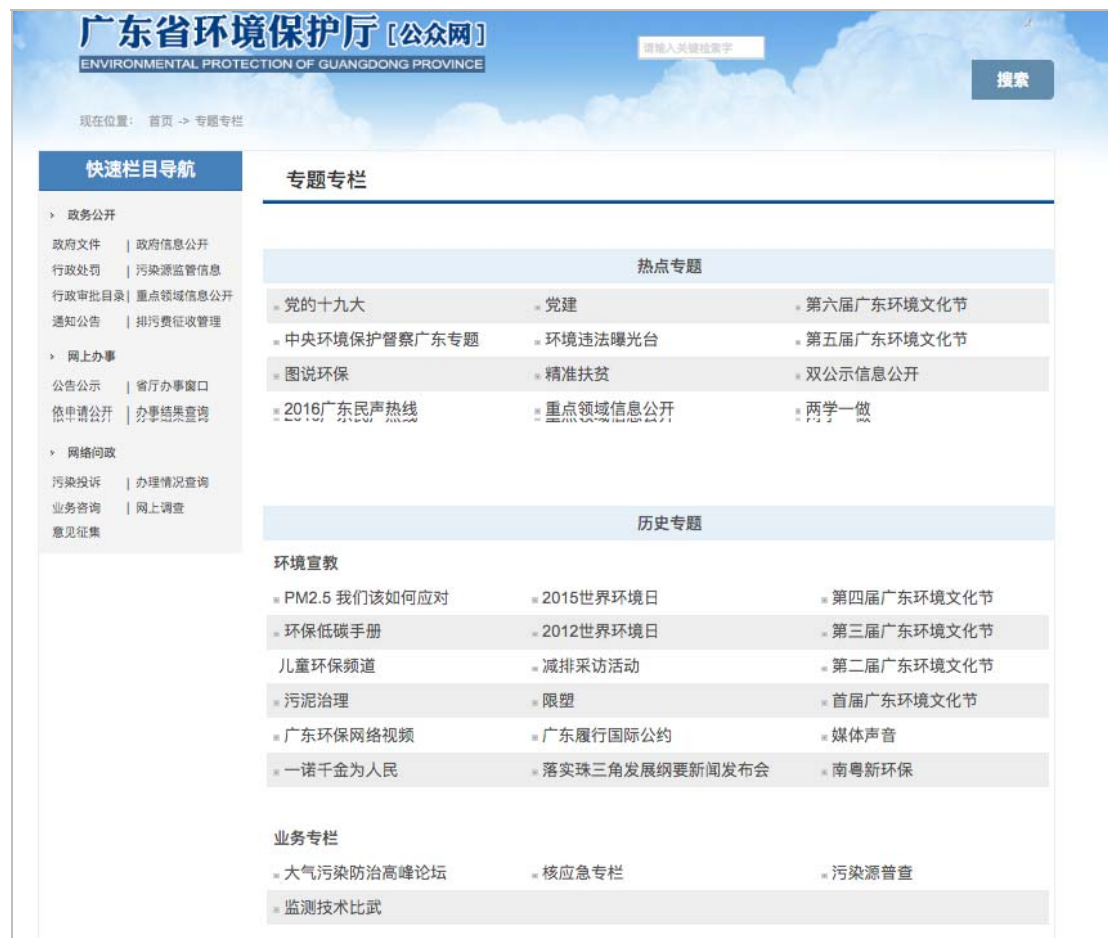 广东省环境保护厅 [公众网]
ENVIRONMENTAL PROTECTION OF GUANGDONG PROVINCE
请输入关键检索字
搜索
现在位置: 首页 -> 专题专栏
快速栏目导航
政务公开
政府文件 | 政府信息公开
行政处罚 | 污染源监管信息
行政审批目录| 重点领域信息公开
通知公告 | 排污费征收管理
网上办事
公告公示 | 省厅办事窗口
依申请公开 | 办事结果查询
网络问政
污染投诉 | 办理情况查询
业务咨询 | 网上调查
意见征集
专题专栏
热点专题
党的十九大 党建 第六届广东环境文化节
中央环境保护督察广东专题 环境违法曝光台 第五届广东环境文化节
图说环保 精准扶贫 双公示信息公开
2016广东民声热线 重点领域信息公开 两学一做
历史专题
环境宣教
PM2.5 我们该如何应对 2015世界环境日 第四届广东环境文化节
环保低碳手册 2012世界环境日 第三届广东环境文化节
儿童环保频道 减排采访活动 第二届广东环境文化节
污泥治理 限塑 首届广东环境文化节
广东环保网络视频 广东履行国际公约 媒体声音
一诺千金为人民 落实珠三角发展纲要新闻发布会 南粤新环保
业务专栏
大气污染防治高峰论坛 核应急专栏 污染源普查
监测技术比武